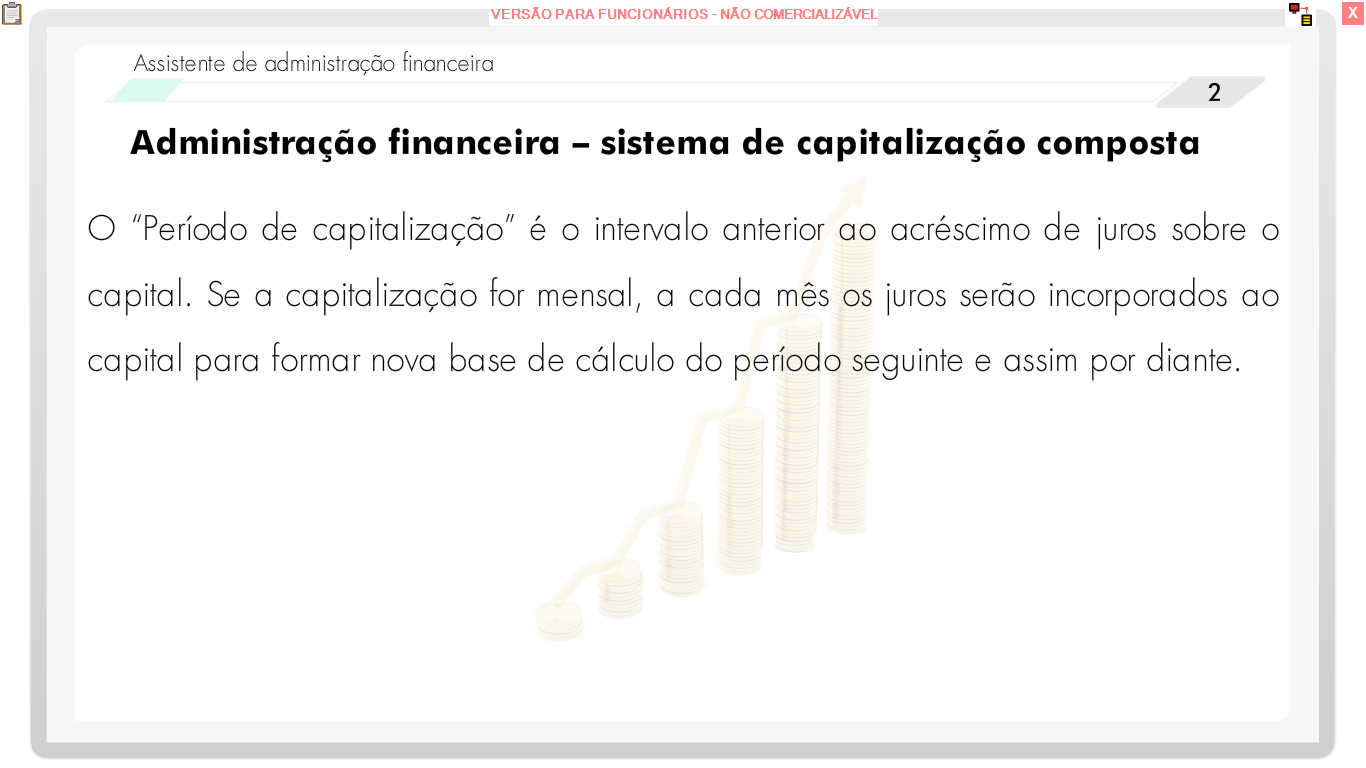 VERSÃO PARA FUNCIONÁRIOS - NÃO COMERCIALIZÁVEL
X
Assistente de administração financeira
2
Administração financeira – sistema de capitalização composta
O “Período de capitalização” é o intervalo anterior ao acréscimo de juros sobre o
capital. Se a capitalização for mensal, a cada mês os juros serão incorporados ao
capital para formar nova base de cálculo do período seguinte e assim por diante.